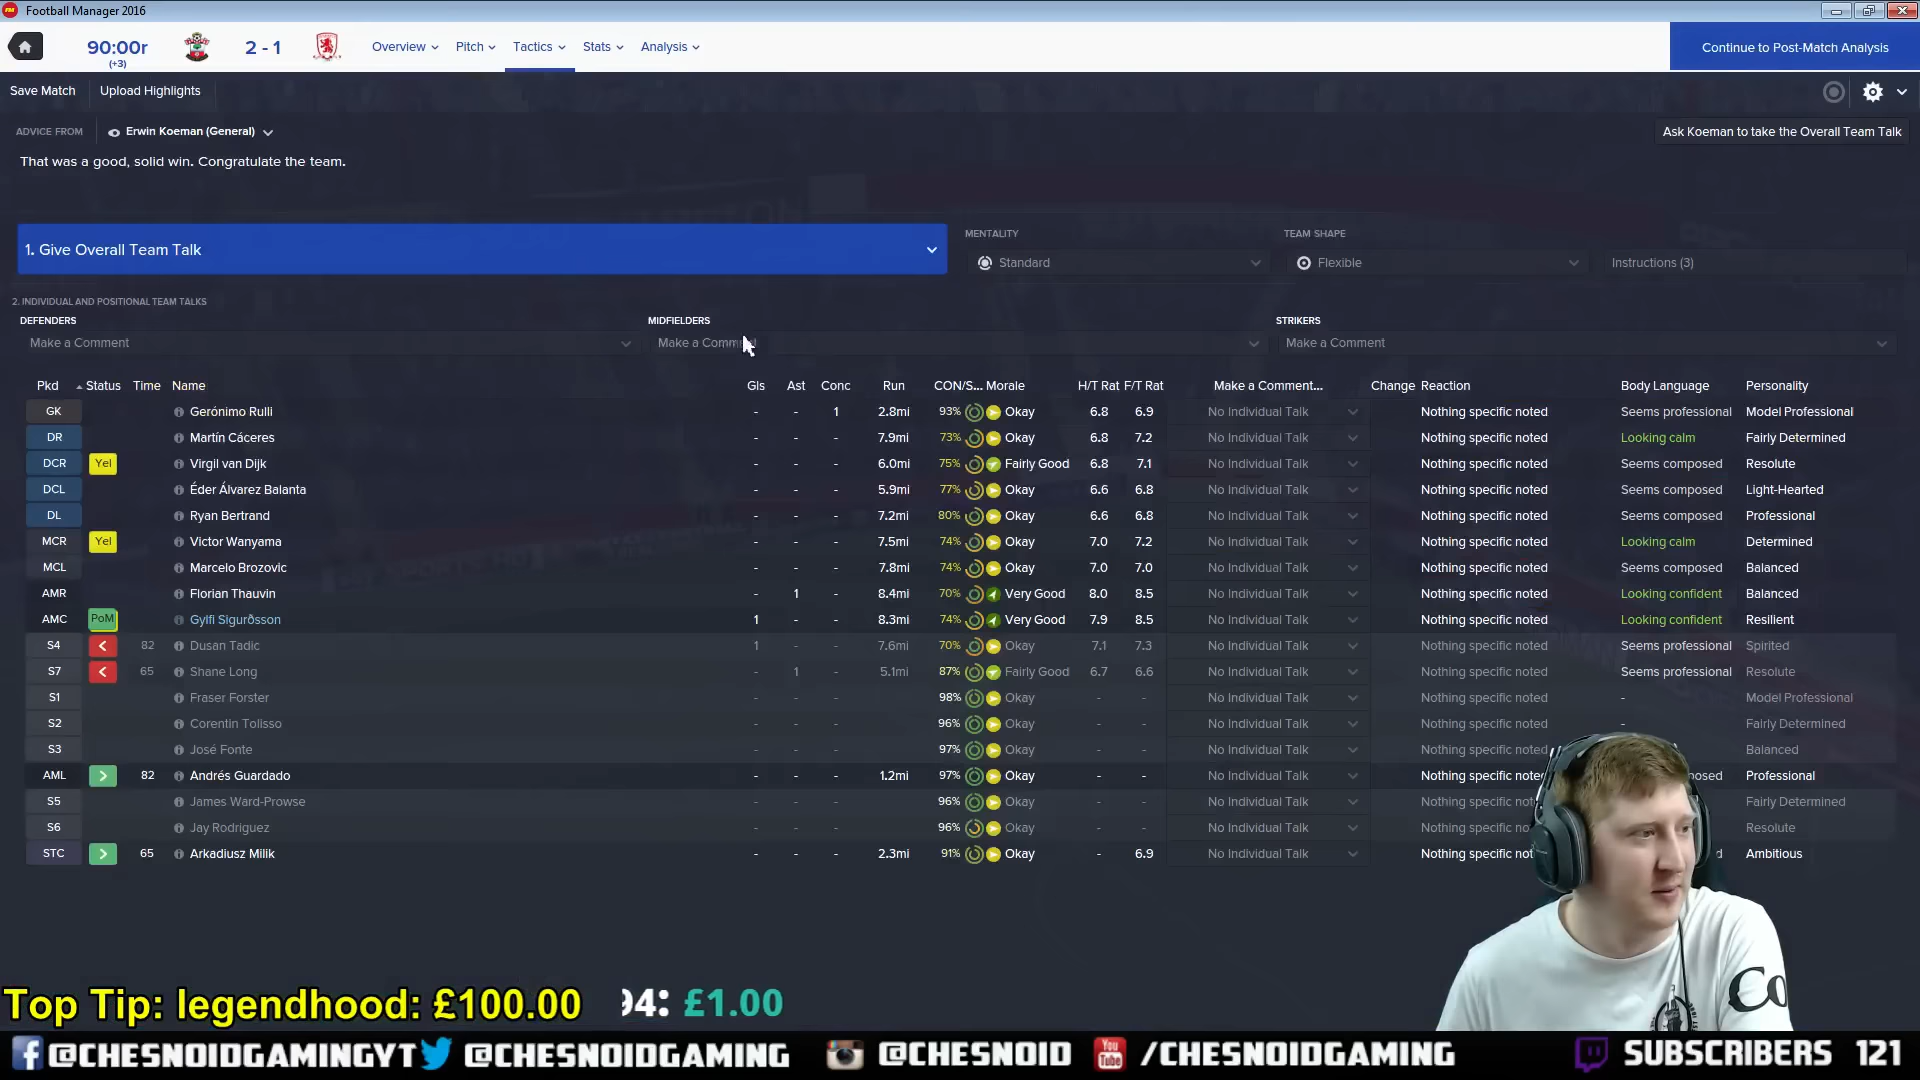 Football Manager 2016
90:00r
(+3)
2 - 1
Overview
Pitch
Tactics
Stats
Analysis
Continue to Post-Match Analysis
Save Match
Upload Highlights
ADVICE FROM
Erwin Koeman (General)
Ask Koeman to take the Overall Team Talk
That was a good, solid win. Congratulate the team.
1. Give Overall Team Talk
MENTALITY
Standard
TEAM SHAPE
Flexible
Instructions (3)
2. INDIVIDUAL AND POSITIONAL TEAM TALKS
DEFENDERS
Make a Comment
MIDFIELDERS
Make a Comment
STRIKERS
Make a Comment
Pkd Status Time Name Gls Ast Conc Run CON/S... Morale H/T Rat F/T Rat Make a Comment... Change Reaction Body Language Personality
GK Gerónimo Rulli - - 1 2.8mi 93% Okay 6.8 6.9 No Individual Talk Nothing specific noted Seems professional Model Professional
DR Martín Cáceres - - - 7.9mi 73% Okay 6.8 7.2 No Individual Talk Nothing specific noted Looking calm Fairly Determined
DCR Yel Virgil van Dijk - - - 6.0mi 75% Fairly Good 6.8 7.1 No Individual Talk Nothing specific noted Seems composed Resolute
DCL Éder Álvarez Balanta - - - 5.9mi 77% Okay 6.6 6.8 No Individual Talk Nothing specific noted Seems composed Light-Hearted
DL Ryan Bertrand - - - 7.2mi 80% Okay 6.6 6.8 No Individual Talk Nothing specific noted Seems composed Professional
MCR Yel Victor Wanyama - - - 7.5mi 74% Okay 7.0 7.2 No Individual Talk Nothing specific noted Looking calm Determined
MCL Marcelo Brozovic - - - 7.8mi 74% Okay 7.0 7.0 No Individual Talk Nothing specific noted Seems composed Balanced
AMR Florian Thauvin - 1 - 8.4mi 70% Very Good 8.0 8.5 No Individual Talk Nothing specific noted Looking confident Balanced
AMC PoM Gylfi Sigurðsson 1 - - 8.3mi 74% Very Good 7.9 8.5 No Individual Talk Nothing specific noted Looking confident Resilient
S4 82 Dusan Tadic 1 - - 7.6mi 70% Okay 7.1 7.3 No Individual Talk Nothing specific noted Seems professional Spirited
S7 65 Shane Long - 1 - 5.1mi 87% Fairly Good 6.7 6.6 No Individual Talk Nothing specific noted Seems professional Resolute
S1 Fraser Forster - - - 98% Okay - - No Individual Talk Nothing specific noted - Model Professional
S2 Corentin Tolisso - - - 96% Okay - - No Individual Talk Nothing specific noted - Fairly Determined
S3 José Fonte - - - 97% Okay - - No Individual Talk Nothing specific noted Balanced
AML 82 Andrés Guardado - - - 1.2mi 97% Okay - - No Individual Talk Nothing specific Professional
S5 James Ward-Prowse - - - 96% Okay - - No Individual Talk Nothing specific Fairly Determined
S6 Jay Rodriguez - - - 96% Okay - - No Individual Talk Nothing specific Resolute
STC 65 Arkadiusz Milik - - - 2.3mi 91% Okay - 6.9 No Individual Talk Nothing specific Ambitious
Top Tip: legendhood: £100.00 94: £1.00
Co
@CHESNOIDGAMINGYT @CHESNOIDGAMING @CHESNOID You Tube /CHESNOIDGAMING SUBSCRIBERS 121